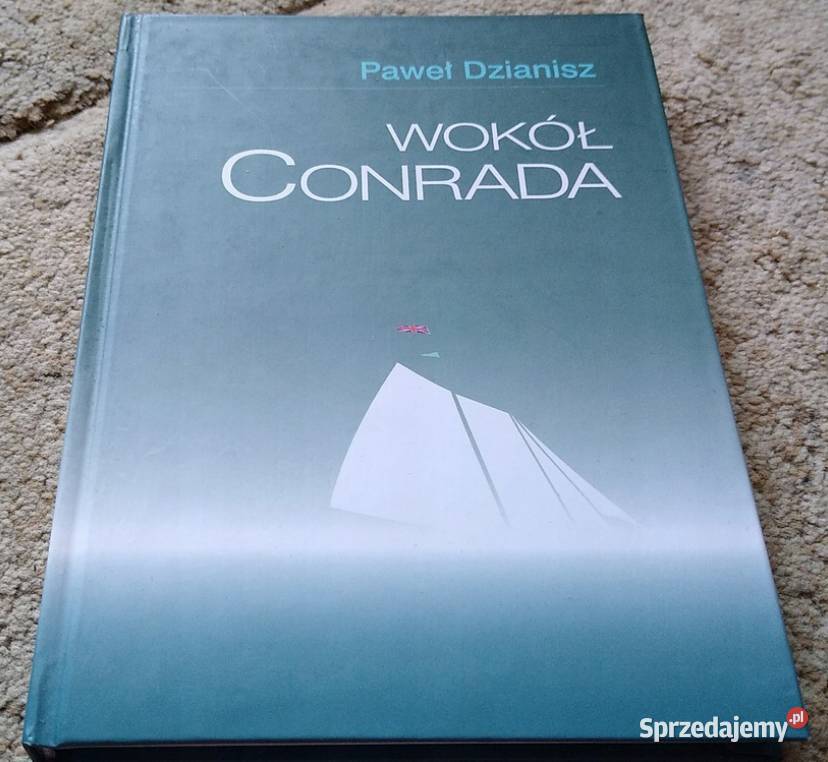 Paweł Dzianisz
WOKÓŁ
CONRADA
Sprzedajemy.pl